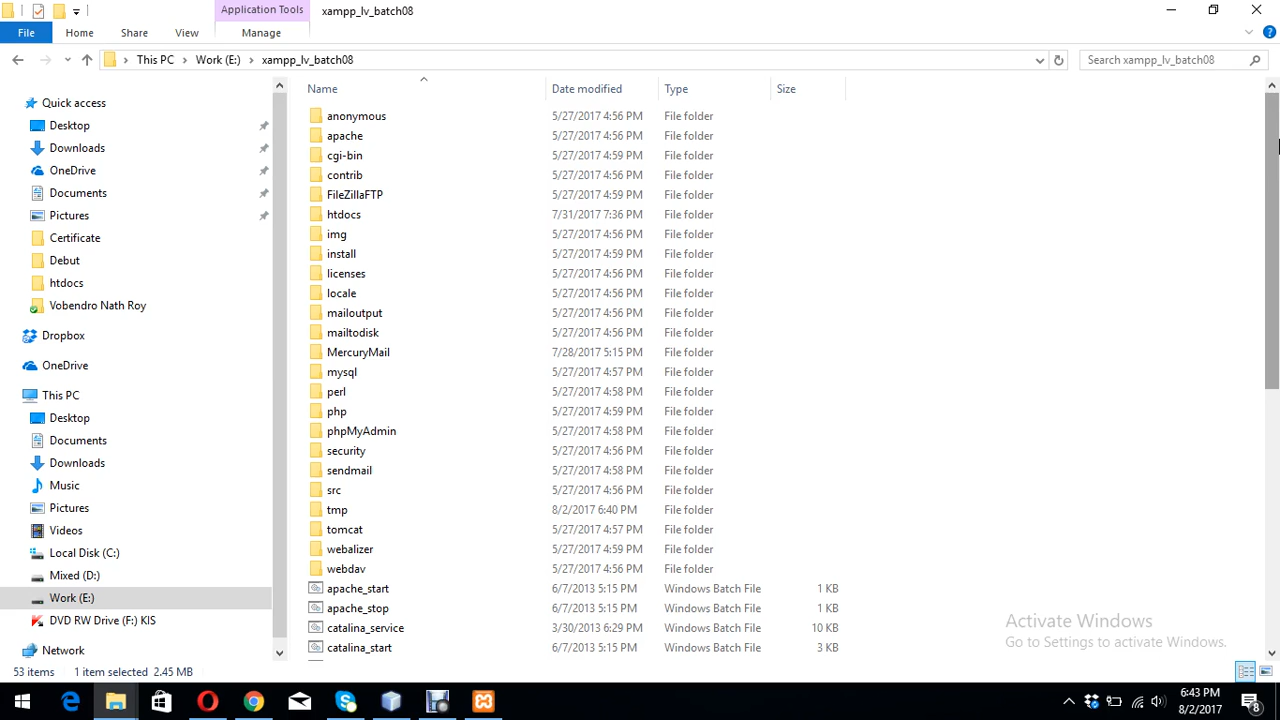 Application Tools
xampp_lv_batch08
File
Home
Share
View
Manage
This PC
Work (E:)
xampp_lv_batch08
Search xampp_lv_batch08
Quick access
Desktop
Downloads
OneDrive
Documents
Pictures
Certificate
Debut
htdocs
Vobendro Nath Roy
Dropbox
OneDrive
This PC
Desktop
Documents
Downloads
Music
Pictures
Videos
Local Disk (C:)
Mixed (D:)
Work (E:)
DVD RW Drive (F:) KIS
Network
Name Date modified Type Size
anonymous 5/27/2017 4:56 PM File folder
apache 5/27/2017 4:56 PM File folder
cgi-bin 5/27/2017 4:59 PM File folder
contrib 5/27/2017 4:56 PM File folder
FileZillaFTP 5/27/2017 4:59 PM File folder
htdocs 7/31/2017 7:36 PM File folder
img 5/27/2017 4:56 PM File folder
install 5/27/2017 4:59 PM File folder
licenses 5/27/2017 4:56 PM File folder
locale 5/27/2017 4:56 PM File folder
mailoutput 5/27/2017 4:56 PM File folder
mailtodisk 5/27/2017 4:56 PM File folder
MercuryMail 7/28/2017 5:15 PM File folder
mysql 5/27/2017 4:57 PM File folder
perl 5/27/2017 4:58 PM File folder
php 5/27/2017 4:59 PM File folder
phpMyAdmin 5/27/2017 4:58 PM File folder
security 5/27/2017 4:56 PM File folder
sendmail 5/27/2017 4:58 PM File folder
src 5/27/2017 4:56 PM File folder
tmp 8/2/2017 6:40 PM File folder
tomcat 5/27/2017 4:57 PM File folder
webalizer 5/27/2017 4:59 PM File folder
webdav 5/27/2017 4:56 PM File folder
apache_start 6/7/2013 5:15 PM Windows Batch File 1 KB
apache_stop 6/7/2013 5:15 PM Windows Batch File 1 KB
catalina_service 3/30/2013 6:29 PM Windows Batch File 10 KB
catalina_start 6/7/2013 5:15 PM Windows Batch File 3 KB
Activate Windows
Go to Settings to activate Windows.
53 items 1 item selected 2.45 MB
6:43 PM
8/2/2017
8